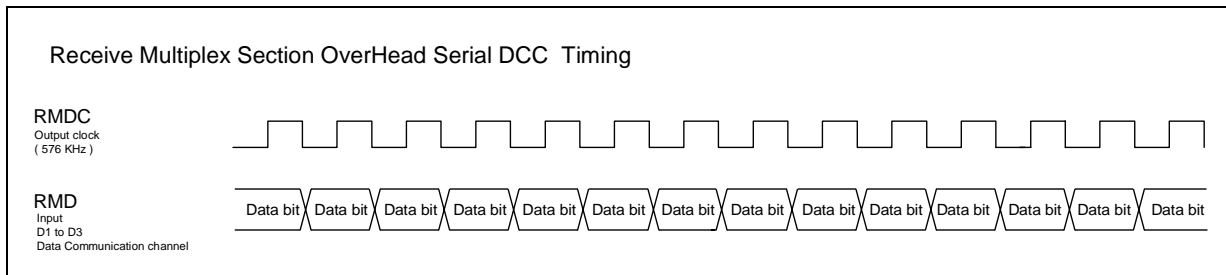 Receive Multiplex Section OverHead Serial DCC Timing
RMDC
Output clock
( 576 KHz )
RMD
Input
D1 to D3
Data Communication channel
Data bit Data bit Data bit Data bit Data bit Data bit Data bit Data bit Data bit Data bit Data bit Data bit Data bit Data bit